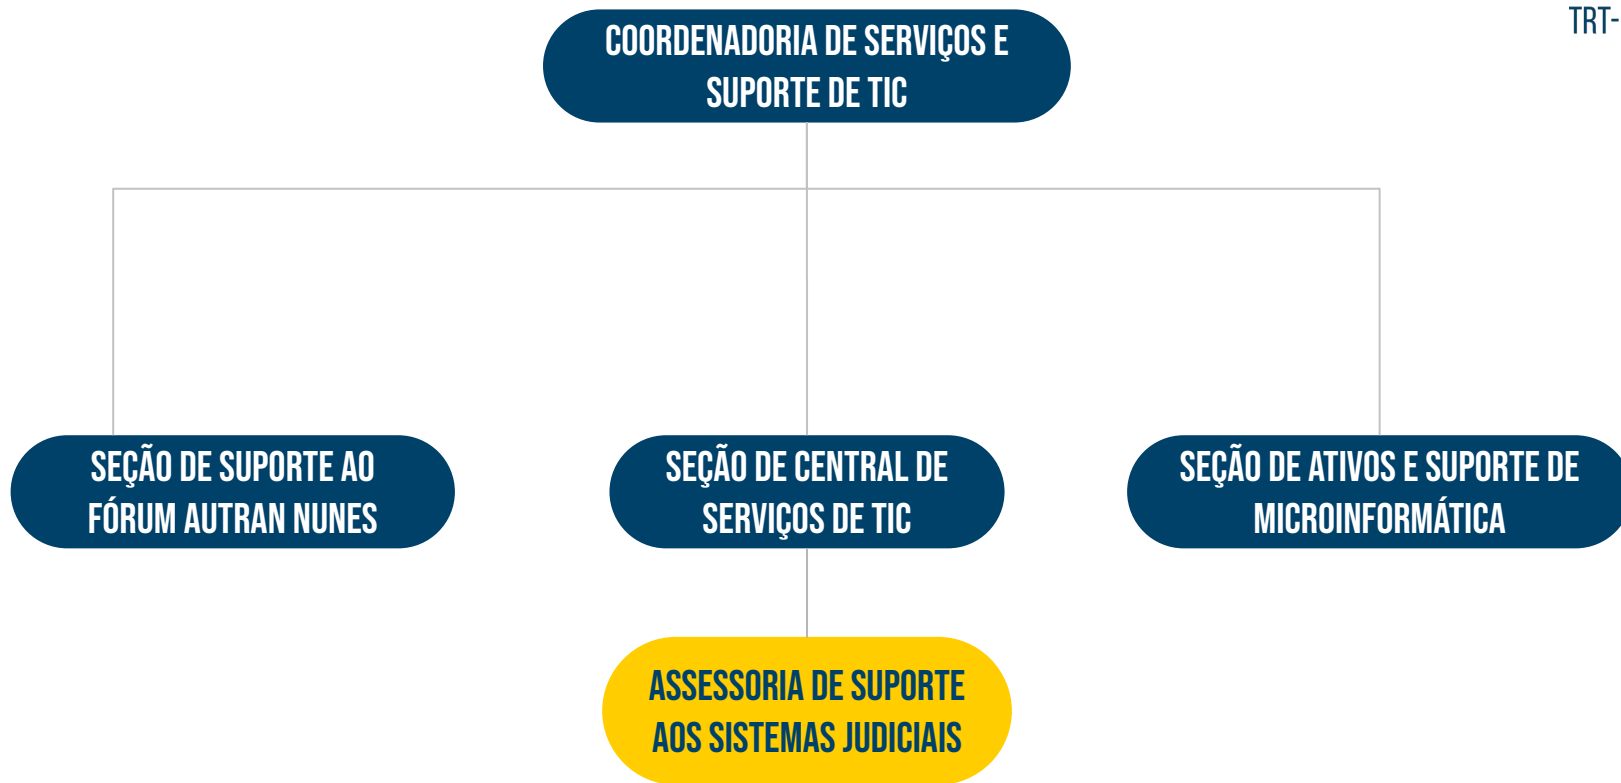 TRT-
COORDENADORIA DE SERVIÇOS E
SUPORTE DE TIC
SEÇÃO DE SUPORTE AO
FÓRUM AUTRAN NUNES
SEÇÃO DE CENTRAL DE
SERVIÇOS DE TIC
SEÇÃO DE ATIVOS E SUPORTE DE
MICROINFORMÁTICA
ASSESSORIA DE SUPORTE
AOS SISTEMAS JUDICIAIS